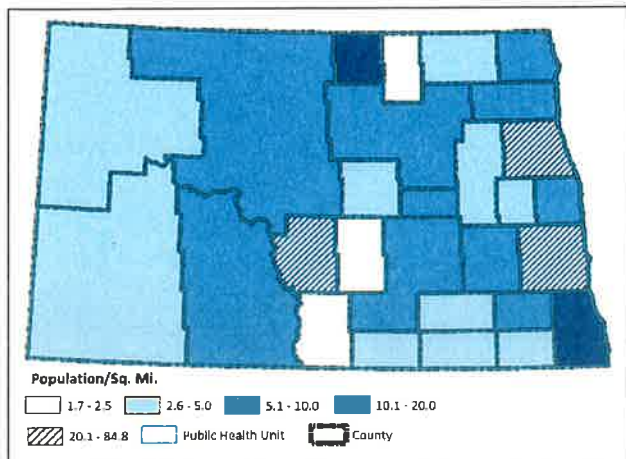 Population/Sq. Mi.
1.7 - 2.5 2.6 - 5.0 5.1 - 10.0 10.1 - 20.0
20.1 - 84.8 Public Health Unit County